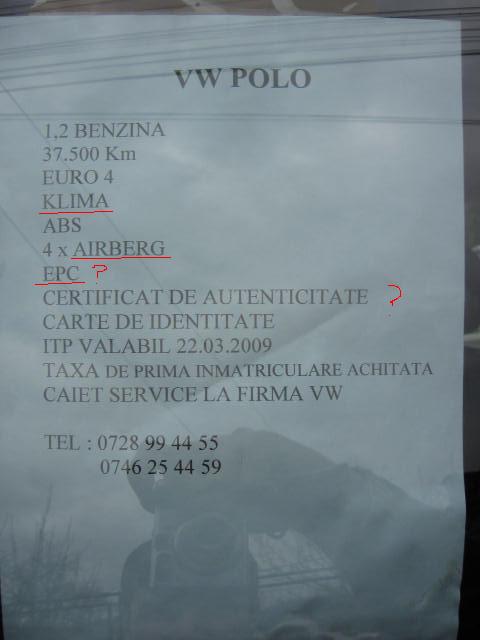 VW POLO
1,2 BENZINA
37.500 Km
EURO 4
KLIMA
ABS
4 x AIRBERG
EPC ?
CERTIFICAT DE AUTENTICITATE ?
CARTE DE IDENTITATE
ITP VALABIL 22.03.2009
TAXA DE PRIMA INMATRICULARE ACHITATA
CAIET SERVICE LA FIRMA VW
TEL : 0728 99 44 55
0746 25 44 59